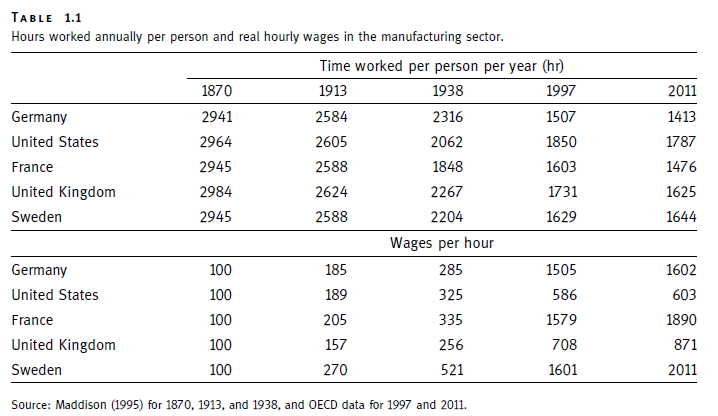 TABLE 1.1
Hours worked annually per person and real hourly wages in the manufacturing sector.
Time worked per person per year (hr)
1870 1913 1938 1997 2011
Germany 2941 2584 2316 1507 1413
United States 2964 2605 2062 1850 1787
France 2945 2588 1848 1603 1476
United Kingdom 2984 2624 2267 1731 1625
Sweden 2945 2588 2204 1629 1644
Wages per hour
Germany 100 185 285 1505 1602
United States 100 189 325 586 603
France 100 205 335 1579 1890
United Kingdom 100 157 256 708 871
Sweden 100 270 521 1601 2011
Source: Maddison (1995) for 1870, 1913, and 1938, and OECD data for 1997 and 2011.